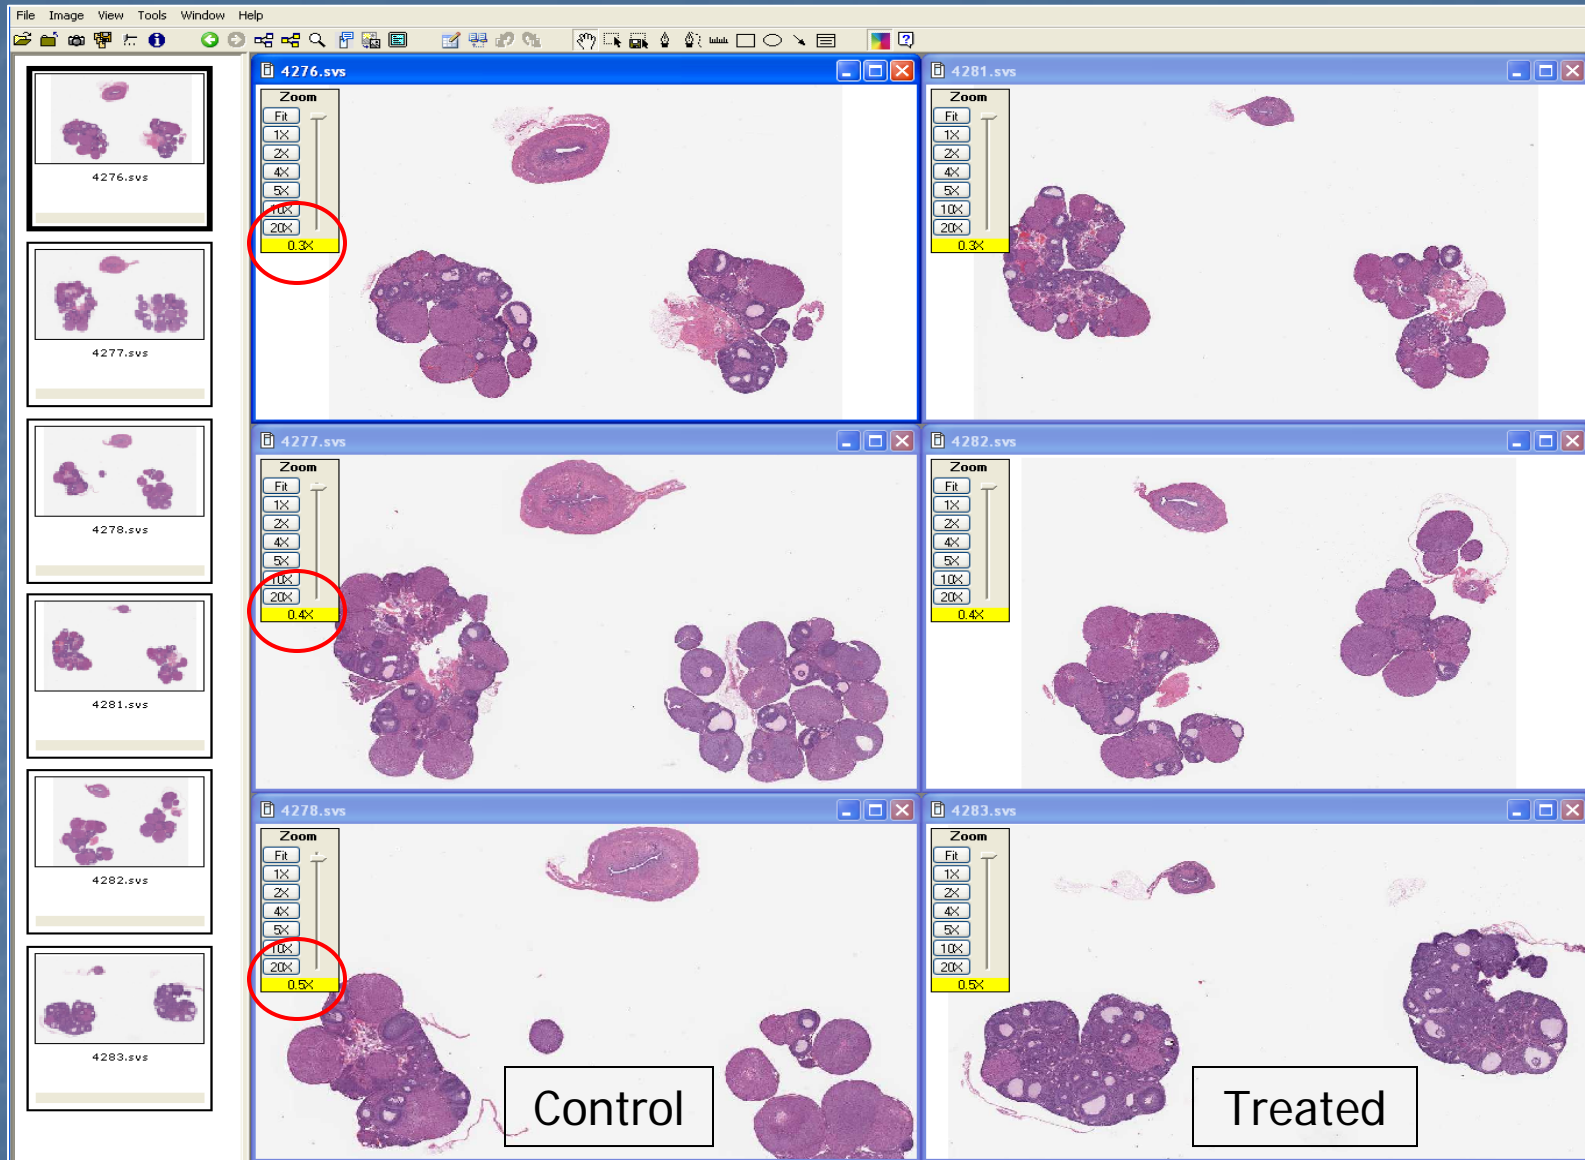 File Image View Tools Window Help
4276.svs
4277.svs
4278.svs
4281.svs
4282.svs
4283.svs
4276.svs
Zoom
Fit
1X
2X
4X
5X
10X
20X
0.3X
4281.svs
Zoom
Fit
1X
2X
4X
5X
10X
20X
0.3X
4277.svs
Zoom
Fit
1X
2X
4X
5X
10X
20X
0.4X
4282.svs
Zoom
Fit
1X
2X
4X
5X
10X
20X
0.4X
4278.svs
Zoom
Fit
1X
2X
4X
5X
10X
20X
0.5X
Control
4283.svs
Zoom
Fit
1X
2X
4X
5X
10X
20X
0.5X
Treated